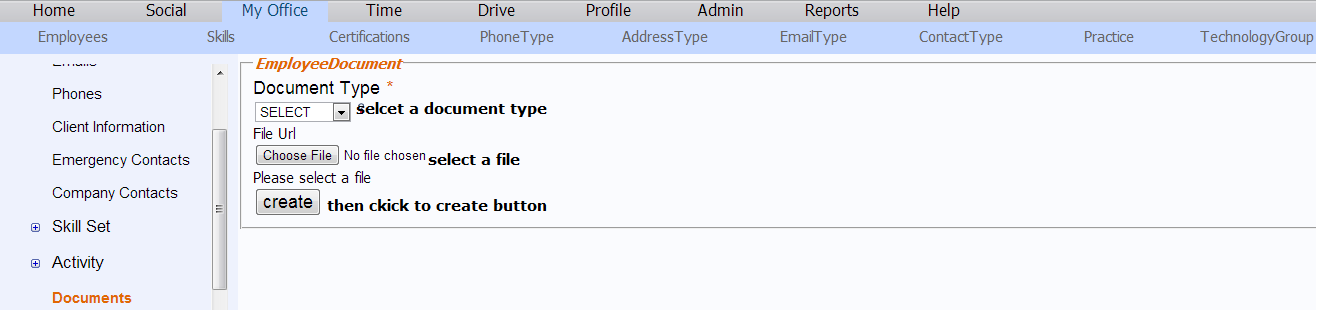 Home Social My Office Time Drive Profile Admin Reports Help
Employees Skills Certifications PhoneType AddressType EmailType ContactType Practice TechnologyGroup
Emails
Phones
Client Information
Emergency Contacts
Company Contacts
Skill Set
Activity
Documents
EmployeeDocument
Document Type *
SELECT selcet a document type
File Url
Choose File No file chosen select a file
Please select a file
create then ckick to create button